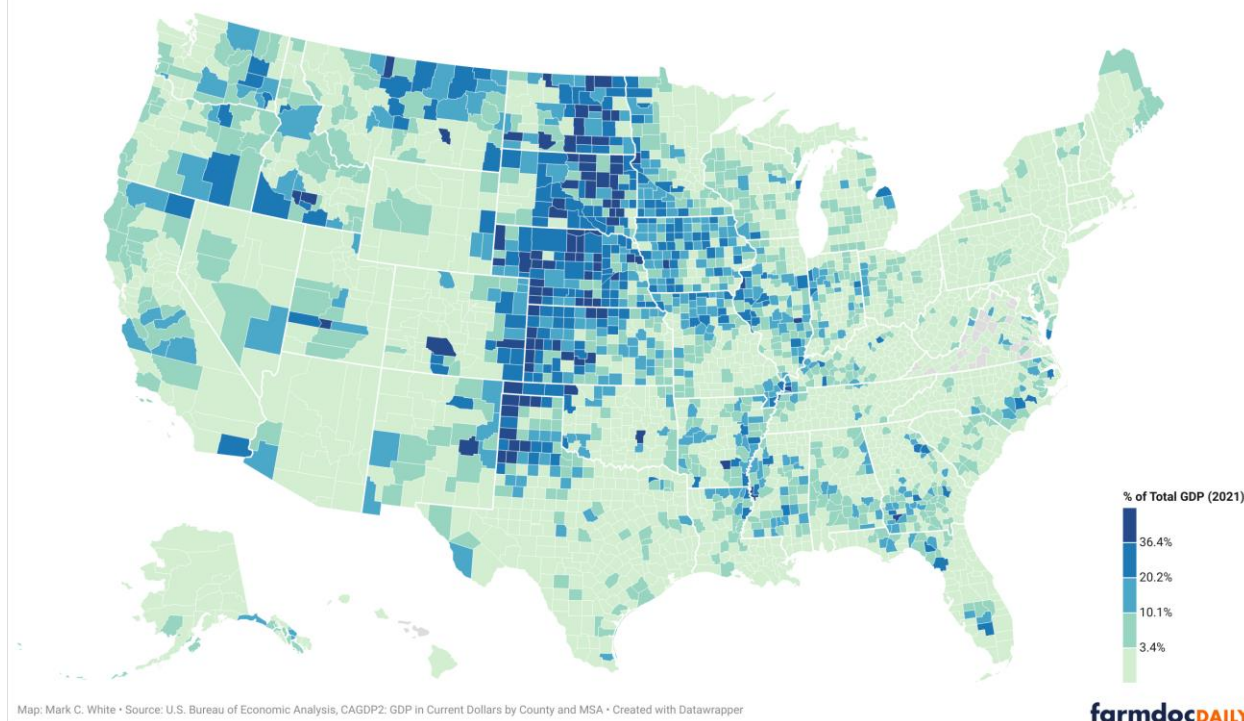 % of Total GDP (2021)
36.4%
20.2%
10.1%
3.4%
Map: Mark C. White • Source: U.S. Bureau of Economic Analysis, CAGDP2: GDP in Current Dollars by County and MSA • Created with Datawrapper
farmdocDAILY